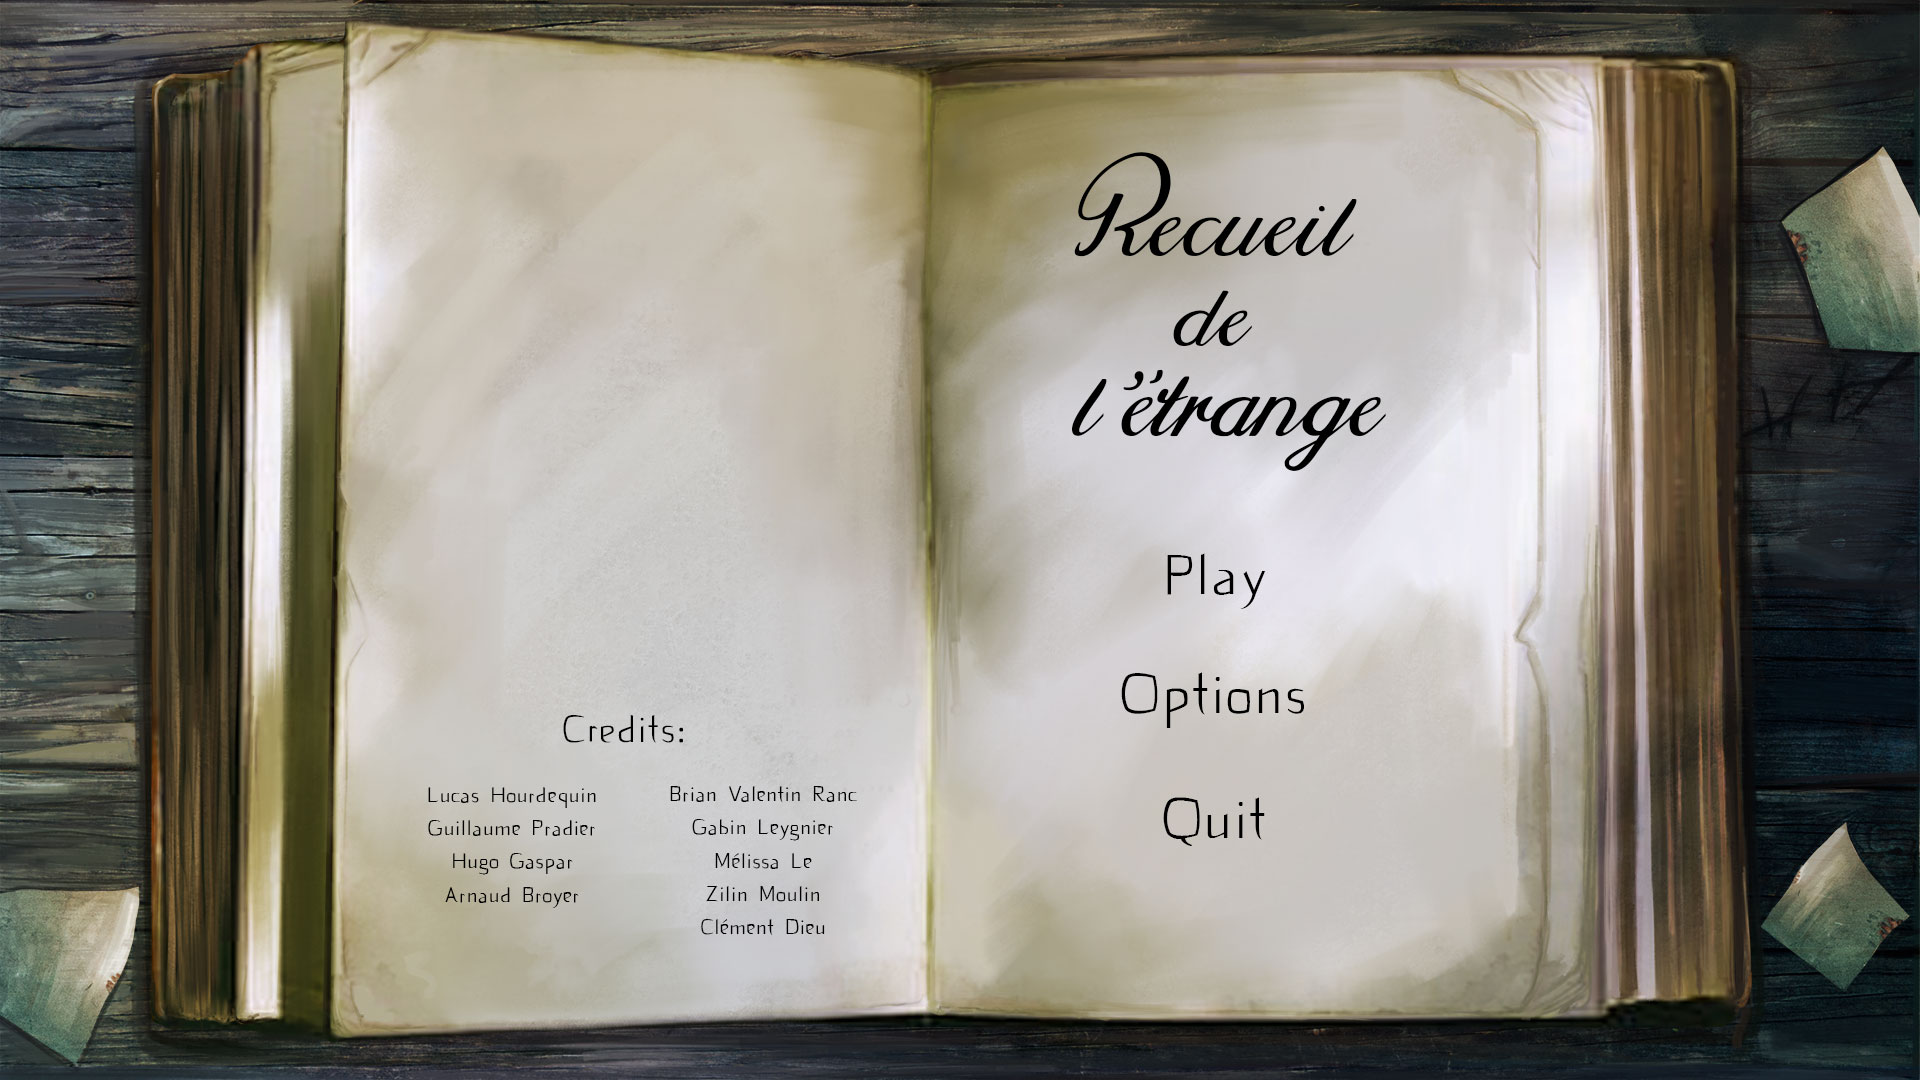 Credits:
Lucas Hourdequin
Guillaume Pradier
Hugo Gaspar
Arnaud Broyer
Brian Valentin Ranc
Gabin Leygnier
Mélissa Le
Zilin Moulin
Clément Dieu
Recueil
de
l'étrange
Play
Options
Quit